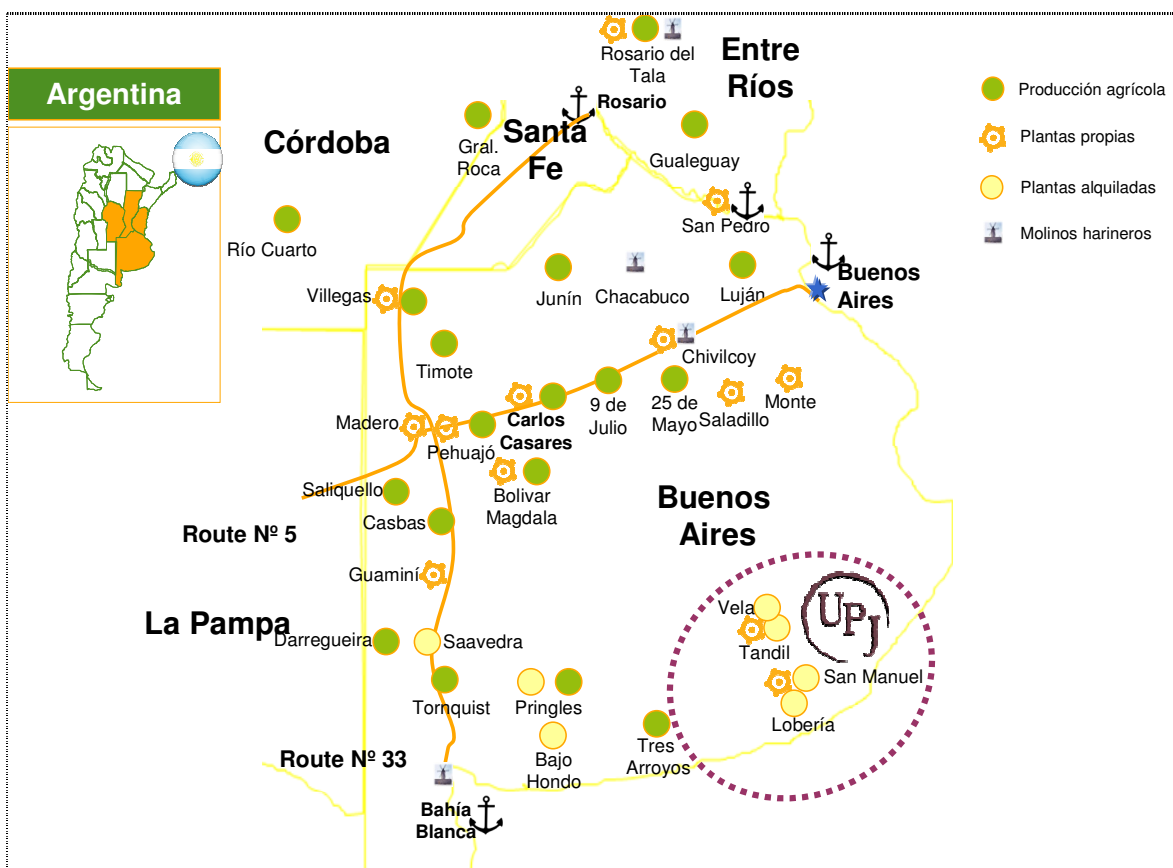 Argentina
Rosario del
Tala
Entre
Ríos
Producción agrícola
Rosario
Córdoba
Santa
Fe
Gral.
Roca
Gualeguay
Plantas propias
Plantas alquiladas
San Pedro
Molinos harineros
Río Cuarto
Buenos
Aires
Villegas
Junín
Chacabuco
Luján
Timote
Chivilcoy
Madero
Pehuajó
Carlos
Casares
9 de
Julio
25 de
Mayo
Saladillo
Monte
Saliquello
Bolivar
Magdala
Buenos
Aires
Casbas
Route Nº 5
Guaminí
La Pampa
Darregueira
Saavedra
Vela
UPJ
Tandil
San Manuel
Tornquist
Pringles
Lobería
Route Nº 33
Bajo
Hondo
Tres
Arroyos
Bahía
Blanca